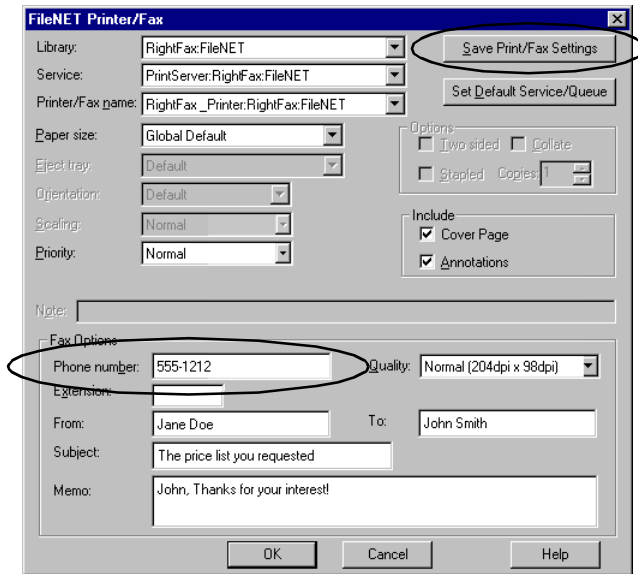 FileNET Printer/Fax
Library: RightFax:FileNET
Save Print/Fax Settings
Service: PrintServer:RightFax:FileNET
Set Default Service/Queue
Printer/Fax name: RightFax _Printer:RightFax:FileNET
Paper size: Global Default
Options
Two sided Collate
Eject tray: Default
Stapled Copies: 1
Orientation: Default
Scaling: Normal
Include
Cover Page
Priority: Normal
Annotations
Note:
Fax Options
Phone number: 555-1212 Quality: Normal (204dpi x 98dpi)
Extension:
From: Jane Doe To: John Smith
Subject: The price list you requested
Memo: John, Thanks for your interest!
OK Cancel Help